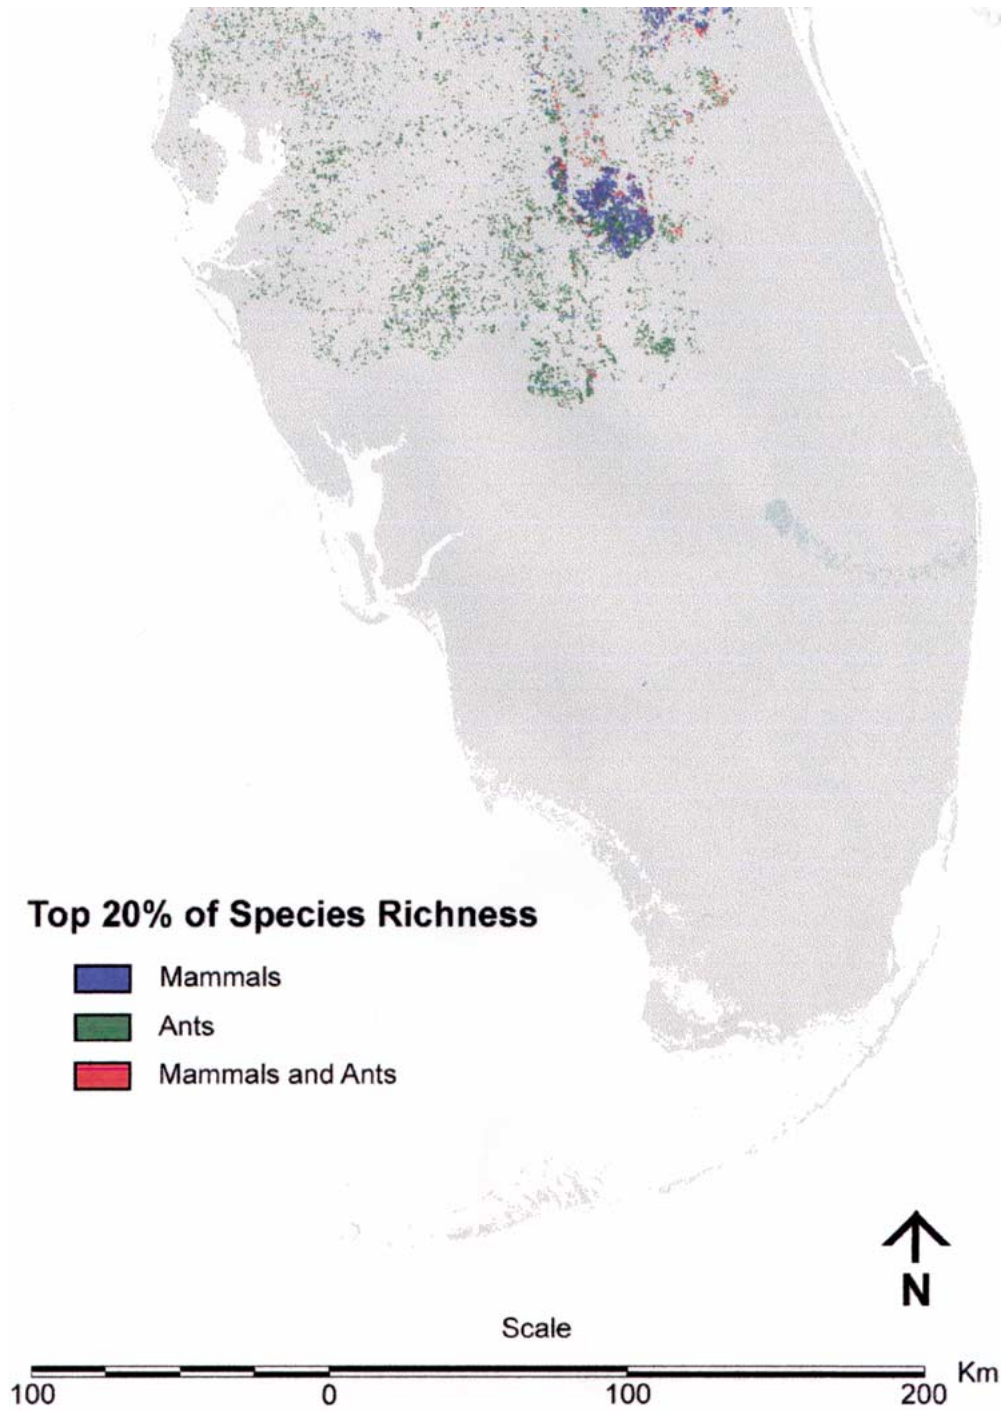 Top 20% of Species Richness
Mammals
Ants
Mammals and Ants
N
Scale
Km
100 0 100 200